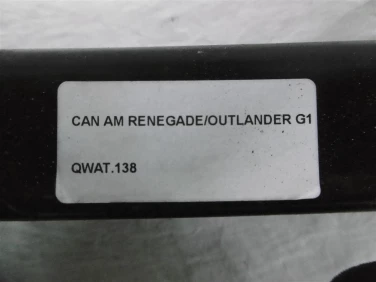 CAN AM RENEGADE/OUTLANDER G1
QWAT.138